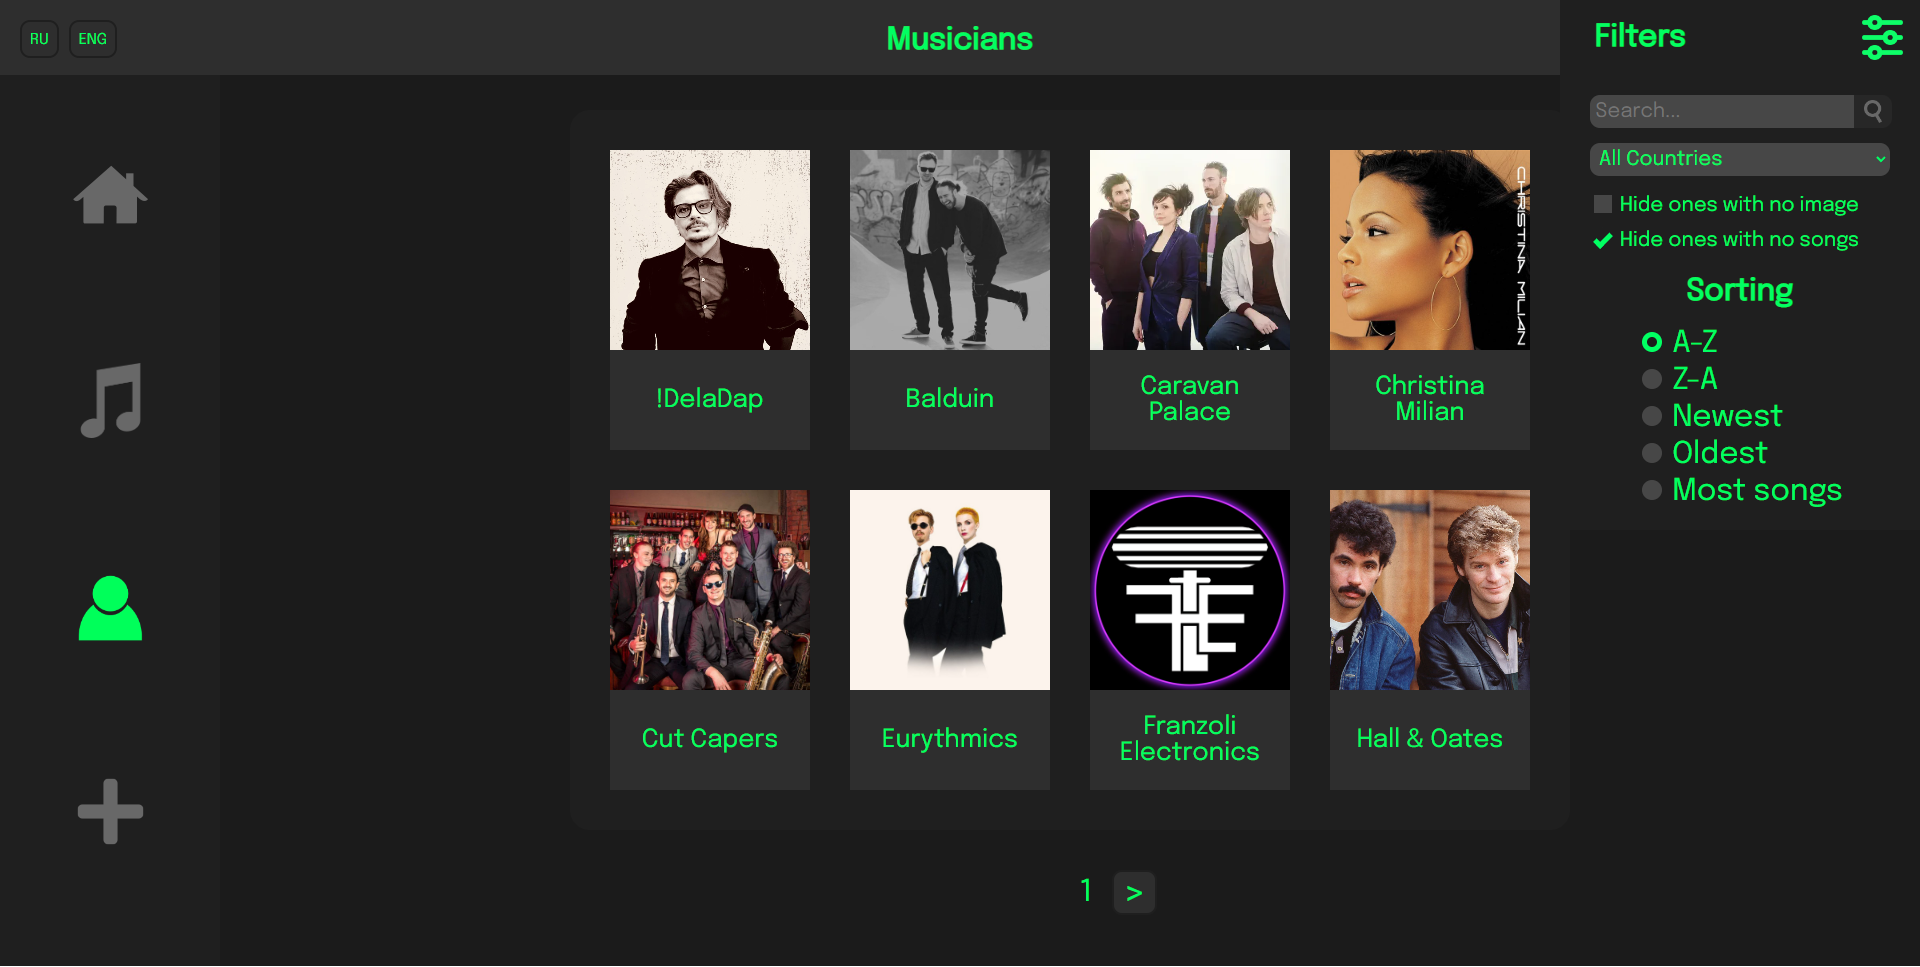 RU
ENG
Musicians
Filters
Search...
All Countries
Hide ones with no image
Hide ones with no songs
Sorting
A-Z
Z-A
Newest
Oldest
Most songs
CHRISTINA MILIAN
!DelaDap
Balduin
Caravan
Palace
Christina
Milian
Cut Capers
Eurythmics
Franzoli
Electronics
Hall & Oates
1
>